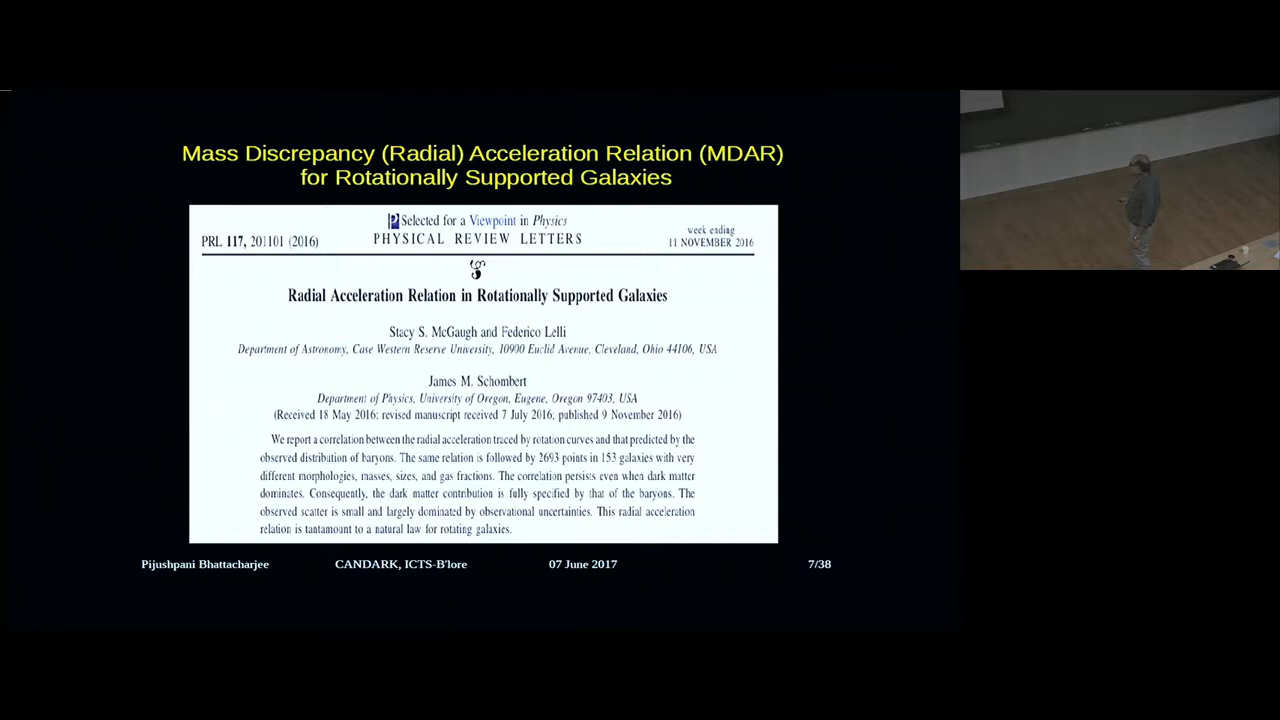 Mass Discrepancy (Radial) Acceleration Relation (MDAR)
for Rotationally Supported Galaxies
P Selected for a Viewpoint in Physics
PRL 117, 201101 (2016)
PHYSICAL REVIEW LETTERS
week ending
11 NOVEMBER 2016
Radial Acceleration Relation in Rotationally Supported Galaxies
Stacy S. McGaugh and Federico Lelli
Department of Astronomy, Case Western Reserve University, 10900 Euclid Avenue, Cleveland, Ohio 44106, USA
James M. Schombert
Department of Physics, University of Oregon, Eugene, Oregon 97403, USA
(Received 18 May 2016; revised manuscript received 7 July 2016; published 9 November 2016)
We report a correlation between the radial acceleration traced by rotation curves and that predicted by the
observed distribution of baryons. The same relation is followed by 2693 points in 153 galaxies with very
different morphologies, masses, sizes, and gas fractions. The correlation persists even when dark matter
dominates. Consequently, the dark matter contribution is fully specified by that of the baryons. The
observed scatter is small and largely dominated by observational uncertainties. This radial acceleration
relation is tantamount to a natural law for rotating galaxies.
Pijushpani Bhattacharjee
CANDARK, ICTS-B'lore
07 June 2017
7/38